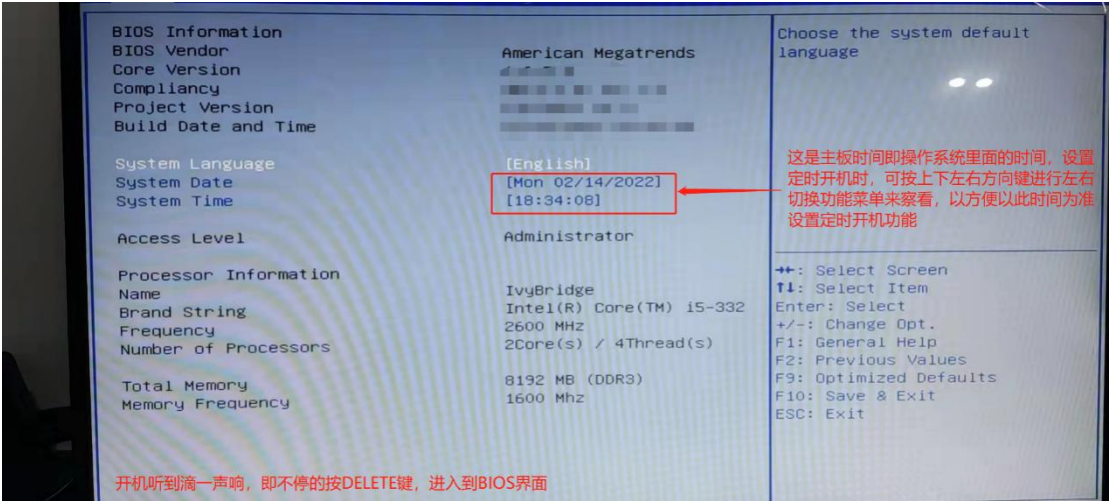 BIOS Information
BIOS Vendor American Megatrends
Core Version
Compliancy
Project Version
Build Date and Time
System Language [English]
System Date [Mon 02/14/2022]
System Time [18:34:08]
Access Level Administrator
Processor Information
Name IvyBridge
Brand String Intel(R) Core(TM) i5-332
Frequency 2600 MHz
Number of Processors 2Core(s) / 4Thread(s)
Total Memory 8192 MB (DDR3)
Memory Frequency 1600 Mhz
开机听到滴一声响，即不停的按DELETE键，进入到BIOS界面
Choose the system default
language
这是主板时间即操作系统里面的时间，设置
定时开机时，可按上下左右方向键进行左右
切换功能菜单来察看，以方便以此时间为准
设置定时开机功能
→←: Select Screen
↑↓: Select Item
Enter: Select
+/-: Change Opt.
F1: General Help
F2: Previous Values
F9: Optimized Defaults
F10: Save & Exit
ESC: Exit